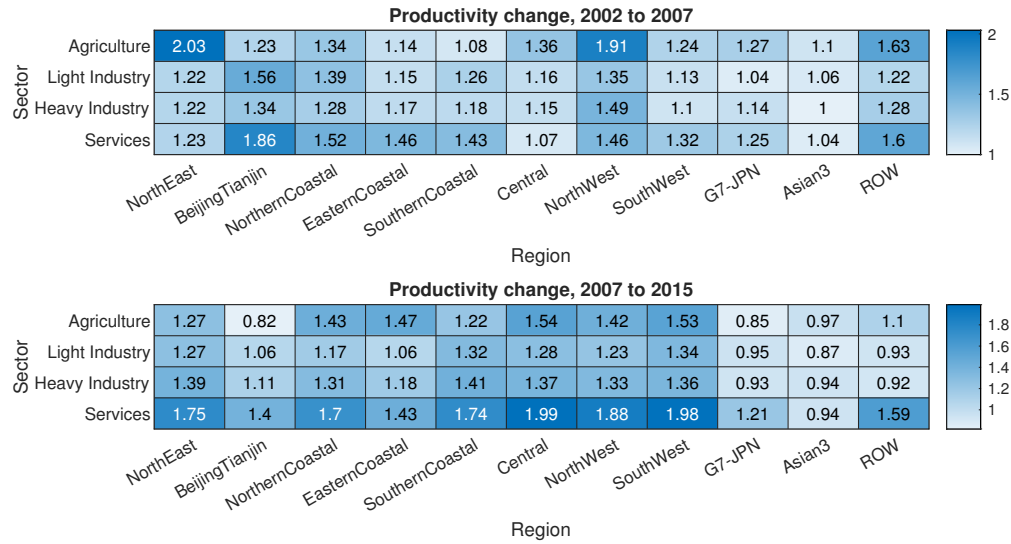 Productivity change, 2002 to 2007
Sector
Agriculture 2.03 1.23 1.34 1.14 1.08 1.36 1.91 1.24 1.27 1.1 1.63
Light Industry 1.22 1.56 1.39 1.15 1.26 1.16 1.35 1.13 1.04 1.06 1.22
Heavy Industry 1.22 1.34 1.28 1.17 1.18 1.15 1.49 1.1 1.14 1 1.28
Services 1.23 1.86 1.52 1.46 1.43 1.07 1.46 1.32 1.25 1.04 1.6
2
1.5
1
NorthEast BeijingTianjin NorthernCoastal EasternCoastal SouthernCoastal Central NorthWest SouthWest G7-JPN Asian3 ROW
Region
Productivity change, 2007 to 2015
Sector
Agriculture 1.27 0.82 1.43 1.47 1.22 1.54 1.42 1.53 0.85 0.97 1.1
Light Industry 1.27 1.06 1.17 1.06 1.32 1.28 1.23 1.34 0.95 0.87 0.93
Heavy Industry 1.39 1.11 1.31 1.18 1.41 1.37 1.33 1.36 0.93 0.94 0.92
Services 1.75 1.4 1.7 1.43 1.74 1.99 1.88 1.98 1.21 0.94 1.59
1.8
1.6
1.4
1.2
1
NorthEast BeijingTianjin NorthernCoastal EasternCoastal SouthernCoastal Central NorthWest SouthWest G7-JPN Asian3 ROW
Region